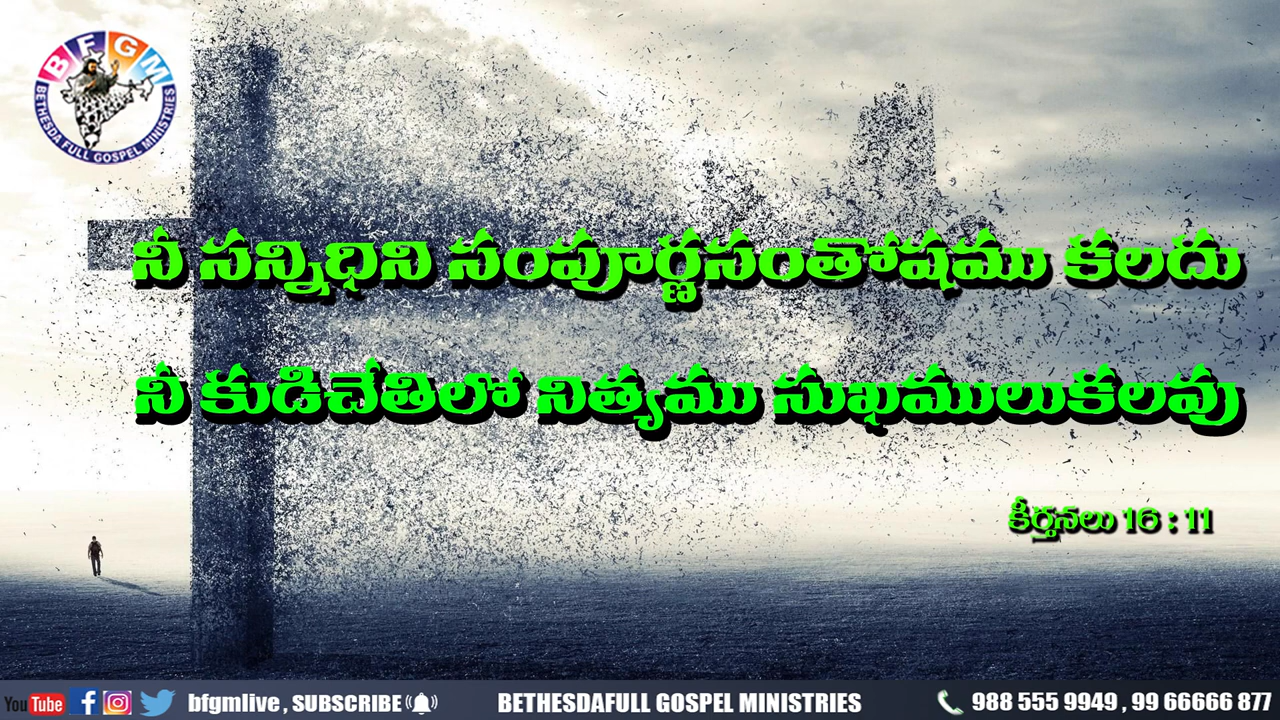 BFGM
BETHESDA FULL GOSPEL MINISTRIES
నీ సన్నిధిని సంపూర్ణసంతోషము కలదు
నీ కుడిచేతిలో నిత్యము సుఖములుకలవు
కీర్తనలు 16 : 11
YouTube bfgmlive , SUBSCRIBE BETHESDAFULL GOSPEL MINISTRIES 988 555 9949 , 99 66666 877